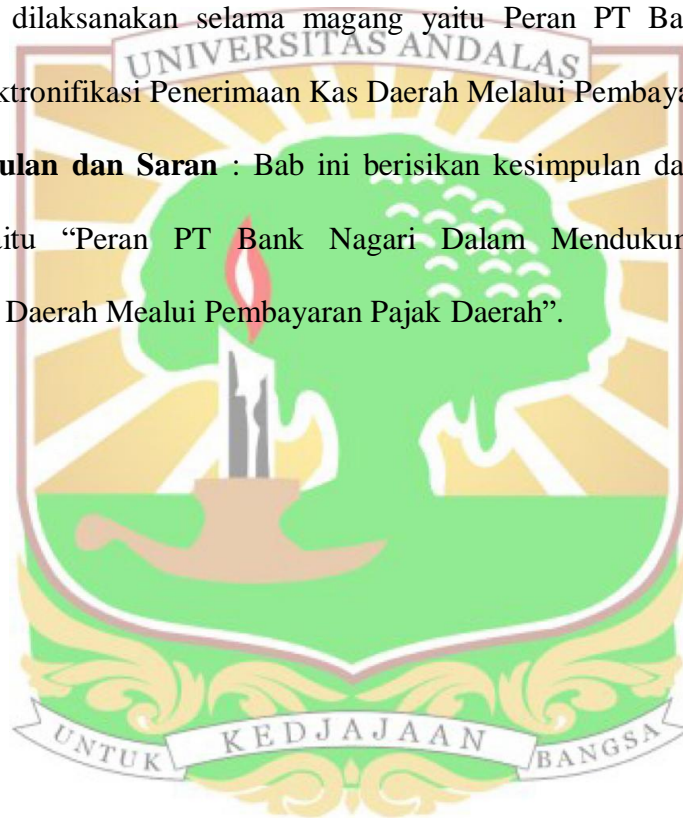 dilaksanakan selama magang yaitu Peran PT Ba
UNIVERSITAS ANDALAS
ktronifikasi Penerimaan Kas Daerah Melalui Pembaya
ulan dan Saran : Bab ini berisikan kesimpulan da
aitu “Peran PT Bank Nagari Dalam Mendukun
Daerah Mealui Pembayaran Pajak Daerah”.
UNTUK KEDJAJAAN BANGSA